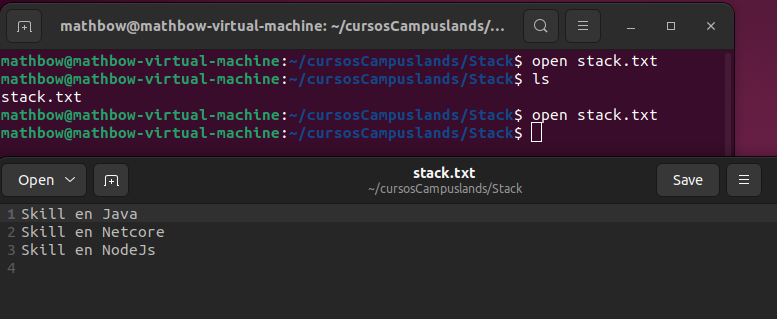 mathbow@mathbow-virtual-machine: ~/cursosCampuslands/...
mathbow@mathbow-virtual-machine:~/cursosCampuslands/Stack$ open stack.txt
mathbow@mathbow-virtual-machine:~/cursosCampuslands/Stack$ ls
stack.txt
mathbow@mathbow-virtual-machine:~/cursosCampuslands/Stack$ open stack.txt
mathbow@mathbow-virtual-machine:~/cursosCampuslands/Stack$
Open stack.txt Save
~/cursosCampuslands/Stack
1 Skill en Java
2 Skill en Netcore
3 Skill en NodeJs
4